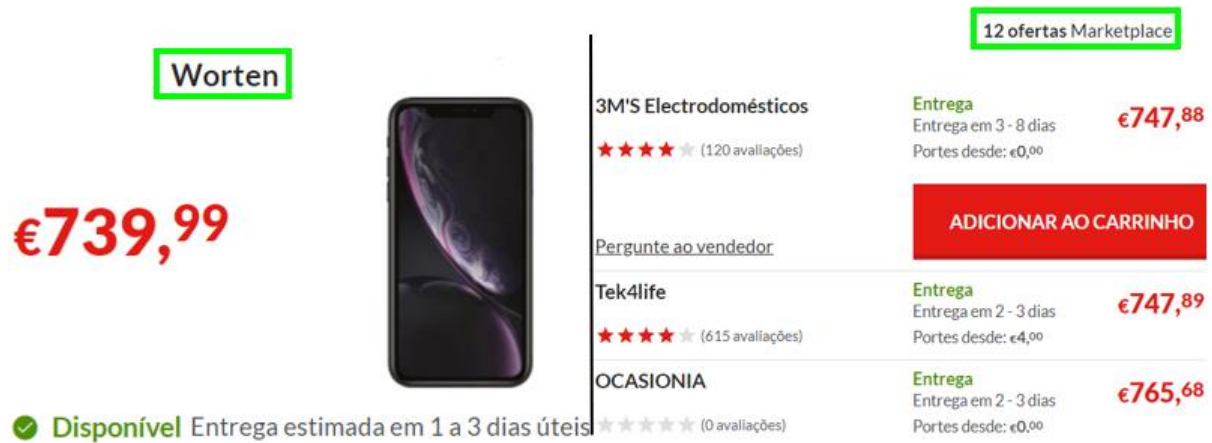 Worten
€739,99
Disponível Entrega estimada em 1 a 3 dias úteis
12 ofertas Marketplace
3M'S Electrodomésticos
(120 avaliações)
Entrega
Entrega em 3 - 8 dias
Portes desde: €0,00
€747,88
ADICIONAR AO CARRINHO
Pergunte ao vendedor
Tek4life
(615 avaliações)
Entrega
Entrega em 2 - 3 dias
Portes desde: €4,00
€747,89
OCASIONIA
(0 avaliações)
Entrega
Entrega em 2 - 3 dias
Portes desde: €0,00
€765,68